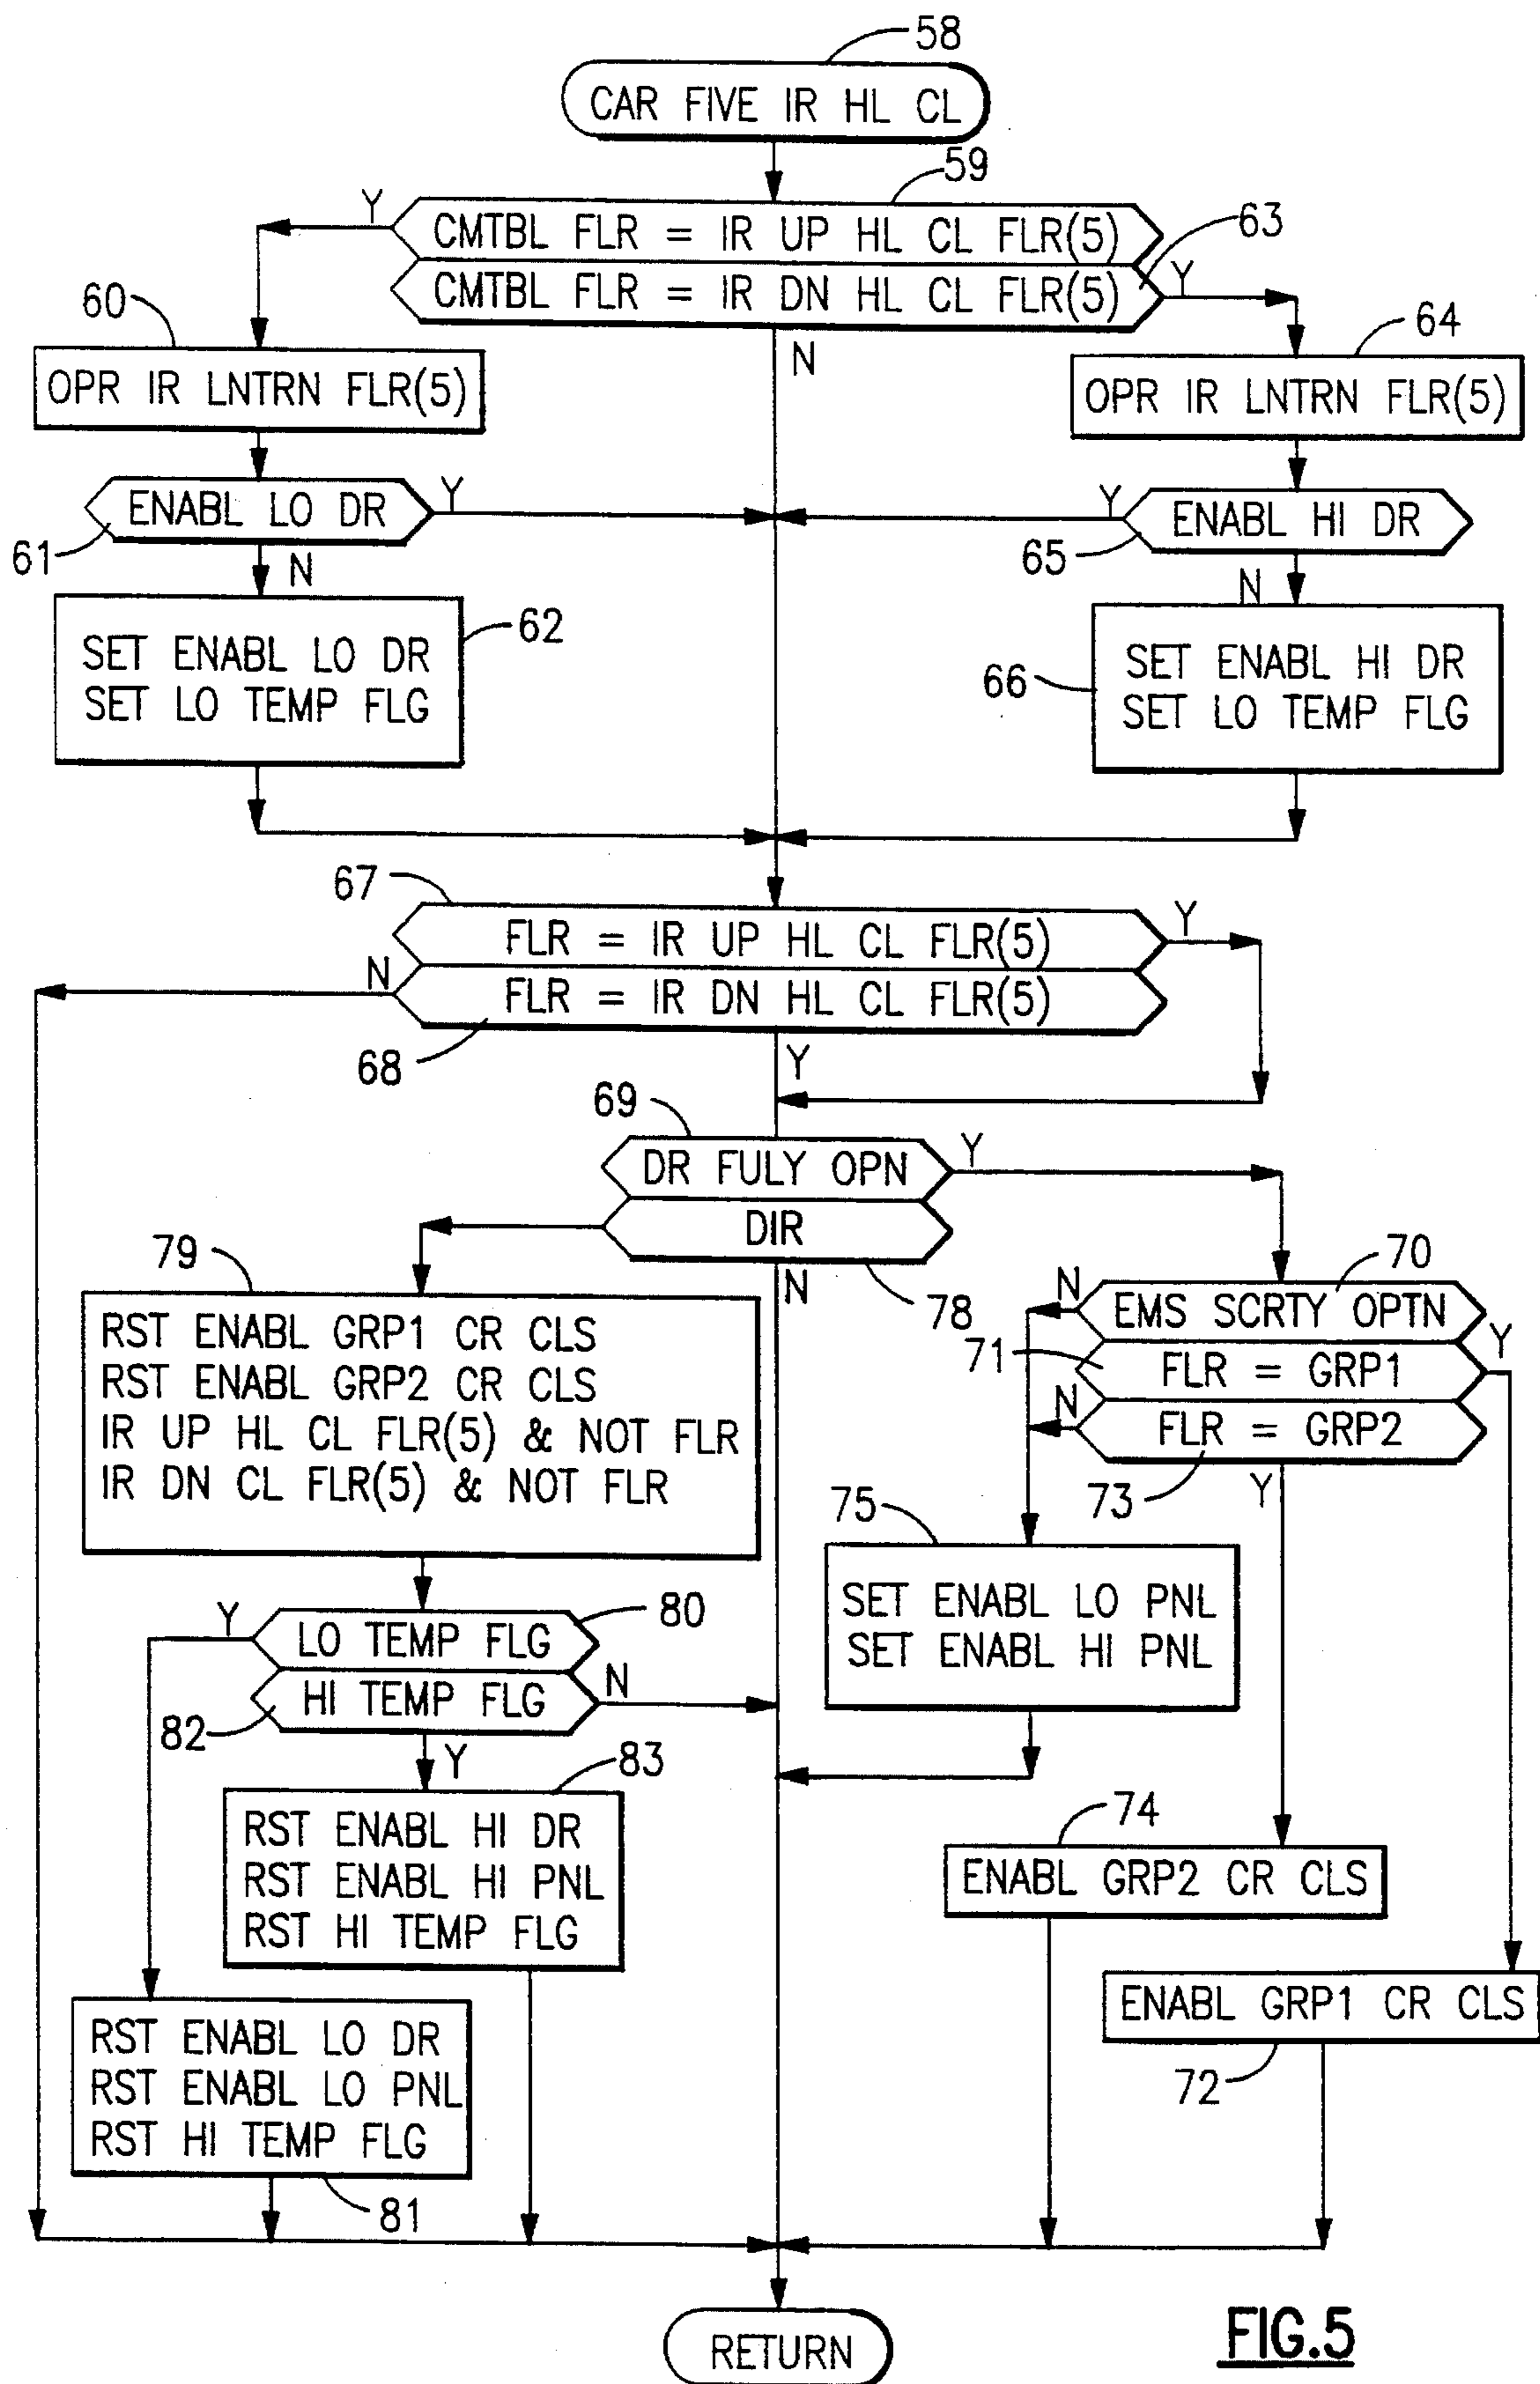 58
CAR FIVE IR HL CL
59
Y
CMTBL FLR = IR UP HL CL FLR(5)
63
CMTBL FLR = IR DN HL CL FLR(5)
Y
N
60
OPR IR LNTRN FLR(5)
64
OPR IR LNTRN FLR(5)
ENABL LO DR
Y
61
N
Y
ENABL HI DR
65
N
SET ENABL LO DR
SET LO TEMP FLG
62
SET ENABL HI DR
SET LO TEMP FLG
66
67
FLR = IR UP HL CL FLR(5)
Y
N
FLR = IR DN HL CL FLR(5)
68
Y
69
DR FULY OPN
Y
DIR
78
N
79
RST ENABL GRP1 CR CLS
RST ENABL GRP2 CR CLS
IR UP HL CL FLR(5) & NOT FLR
IR DN CL FLR(5) & NOT FLR
70
N
EMS SCRTY OPTN
71
FLR = GRP1
Y
N
FLR = GRP2
73
Y
75
SET ENABL LO PNL
SET ENABL HI PNL
Y
LO TEMP FLG
80
HI TEMP FLG
N
82
Y
83
RST ENABL HI DR
RST ENABL HI PNL
RST HI TEMP FLG
74
ENABL GRP2 CR CLS
ENABL GRP1 CR CLS
72
RST ENABL LO DR
RST ENABL LO PNL
RST HI TEMP FLG
81
RETURN
FIG.5